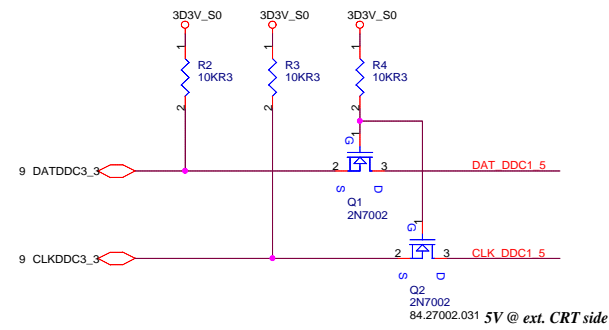 3D3V_S0 3D3V_S0 3D3V_S0
1 1 1
R2 R3 R4
10KR3 10KR3 10KR3
2 2 2
1
G
9 DATDDC3_3 2 3 DAT_DDC1_5
S D
Q1 1
2N7002 G
9 CLKDDC3_3 2 3 CLK_DDC1_5
S D
Q2
2N7002
84.27002.031 5V @ ext. CRT side